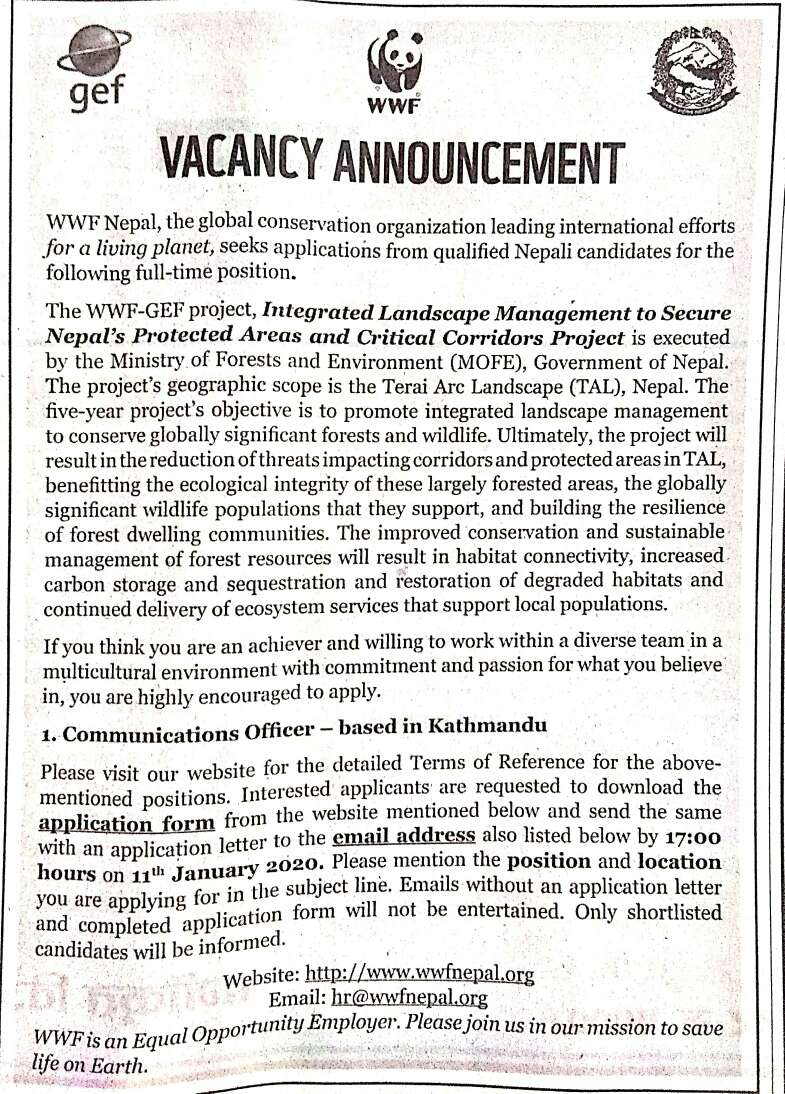 gef
WWF
VACANCY ANNOUNCEMENT
WWF Nepal, the global conservation organization leading international efforts
for a living planet, seeks applications from qualified Nepali candidates for the
following full-time position.
The WWF-GEF project, Integrated Landscape Management to Secure
Nepal's Protected Areas and Critical Corridors Project is executed
by the Ministry of Forests and Environment (MOFE), Government of Nepal.
The project's geographic scope is the Terai Arc Landscape (TAL), Nepal. The
five-year project's objective is to promote integrated landscape management
to conserve globally significant forests and wildlife. Ultimately, the project will
result in the reduction of threats impacting corridors and protected areas in TAL,
benefitting the ecological integrity of these largely forested areas, the globally
significant wildlife populations that they support, and building the resilience
of forest dwelling communities. The improved conservation and sustainable
management of forest resources will result in habitat connectivity, increased
carbon storage and sequestration and restoration of degraded habitats and
continued delivery of ecosystem services that support local populations.
If you think you are an achiever and willing to work within a diverse team in a
multicultural environment with commitment and passion for what you believe
in, you are highly encouraged to apply.
1. Communications Officer – based in Kathmandu
Please visit our website for the detailed Terms of Reference for the above-
mentioned positions. Interested applicants are requested to download the
application form from the website mentioned below and send the same
with an application letter to the email address also listed below by 17:00
hours on 11th January 2020. Please mention the position and location
you are applying for in the subject line. Emails without an application letter
and completed application form will not be entertained. Only shortlisted
candidates will be informed.
Website: http://www.wwfnepal.org
Email: hr@wwfnepal.org
WWF is an Equal Opportunity Employer. Please join us in our mission to save
life on Earth.